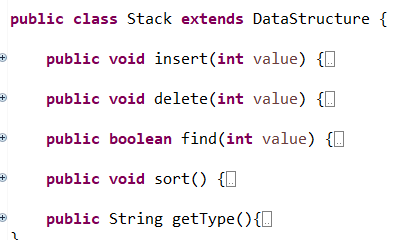 public class Stack extends DataStructure {
public void insert(int value) {
public void delete(int value) {
public boolean find(int value) {
public void sort() {
public String getType(){
}